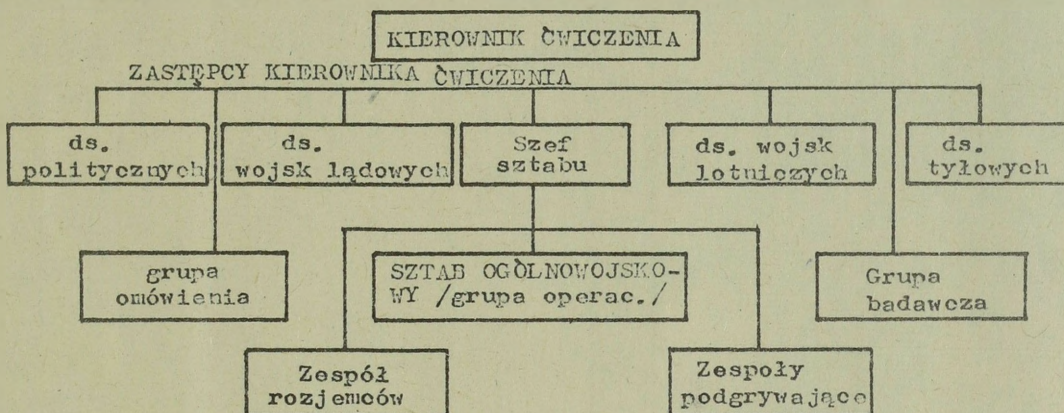 KIEROWNIK ĆWICZENIA
ZASTĘPCY KIEROWNIKA ĆWICZENIA
ds.
politycznych
ds.
wojsk lądowych
Szef
sztabu
ds. wojsk
lotniczych
ds.
tyłowych
grupa
omówienia
SZTAB OGÓLNOWOJSKO-
WY /grupa operac./
Grupa
badawcza
Zespół
rozjemców
Zespoły
podgrywające